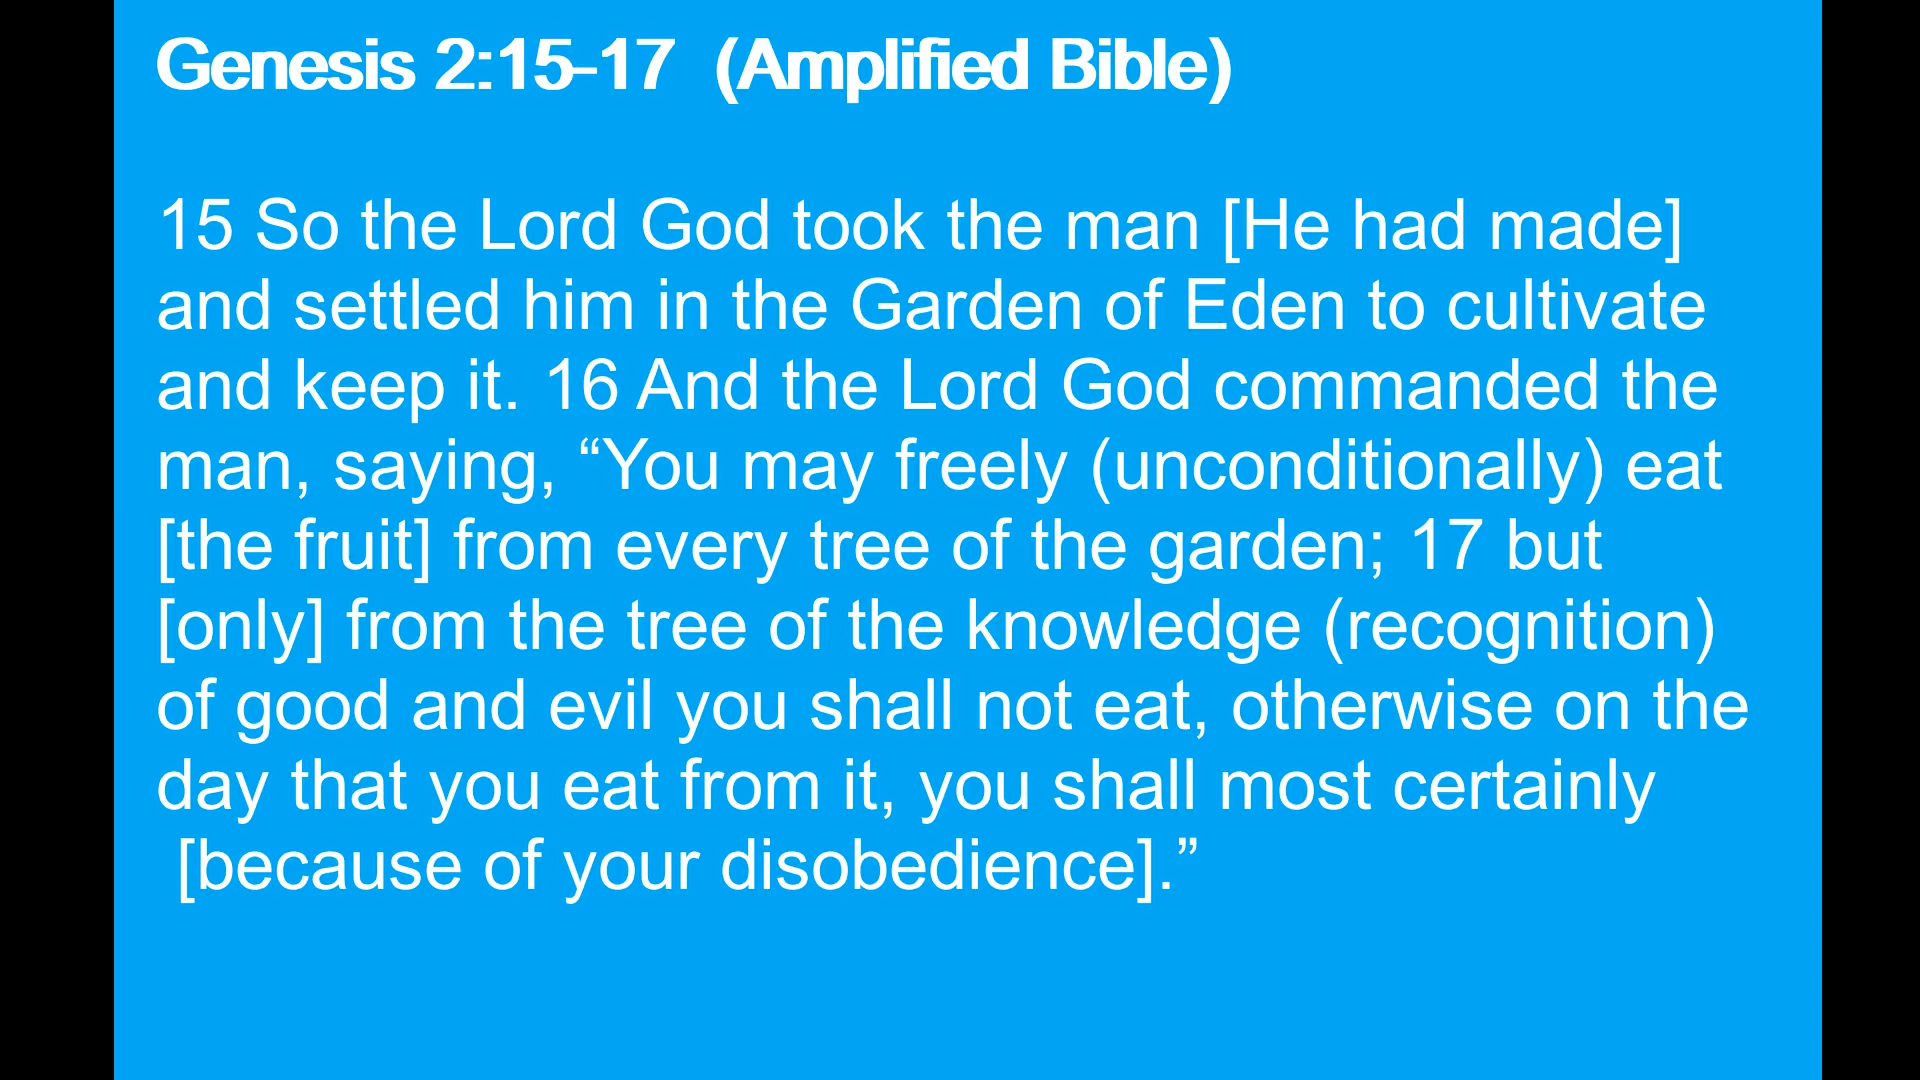 Genesis 2:15-17 (Amplified Bible)
15 So the Lord God took the man [He had made]
and settled him in the Garden of Eden to cultivate
and keep it. 16 And the Lord God commanded the
man, saying, “You may freely (unconditionally) eat
[the fruit] from every tree of the garden; 17 but
[only] from the tree of the knowledge (recognition)
of good and evil you shall not eat, otherwise on the
day that you eat from it, you shall most certainly
[because of your disobedience].”